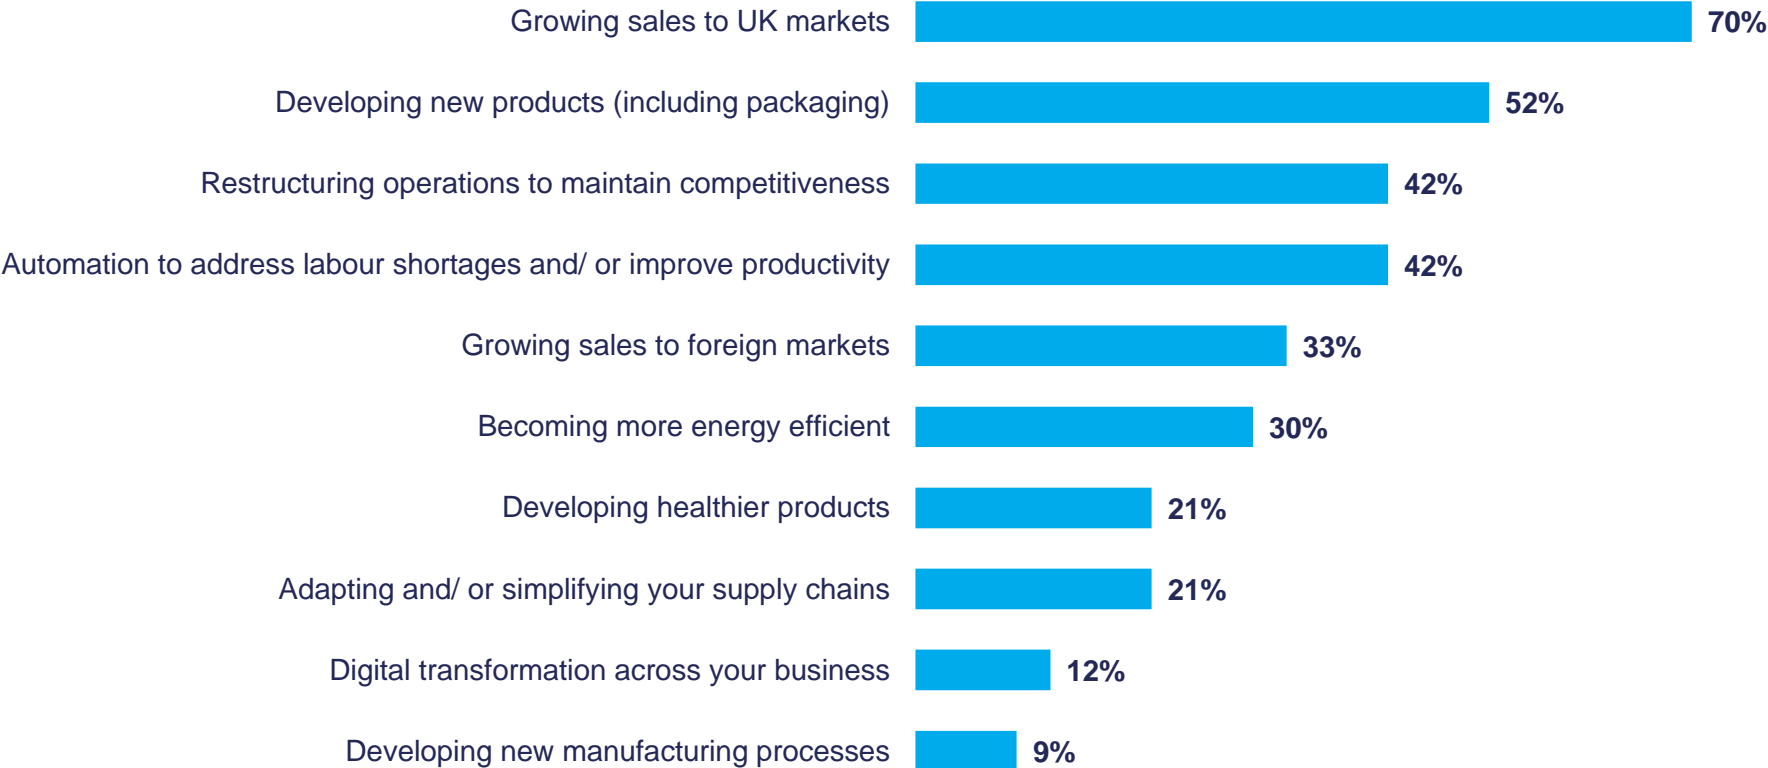 Growing sales to UK markets 70%
Developing new products (including packaging) 52%
Restructuring operations to maintain competitiveness 42%
Automation to address labour shortages and/ or improve productivity 42%
Growing sales to foreign markets 33%
Becoming more energy efficient 30%
Developing healthier products 21%
Adapting and/ or simplifying your supply chains 21%
Digital transformation across your business 12%
Developing new manufacturing processes 9%